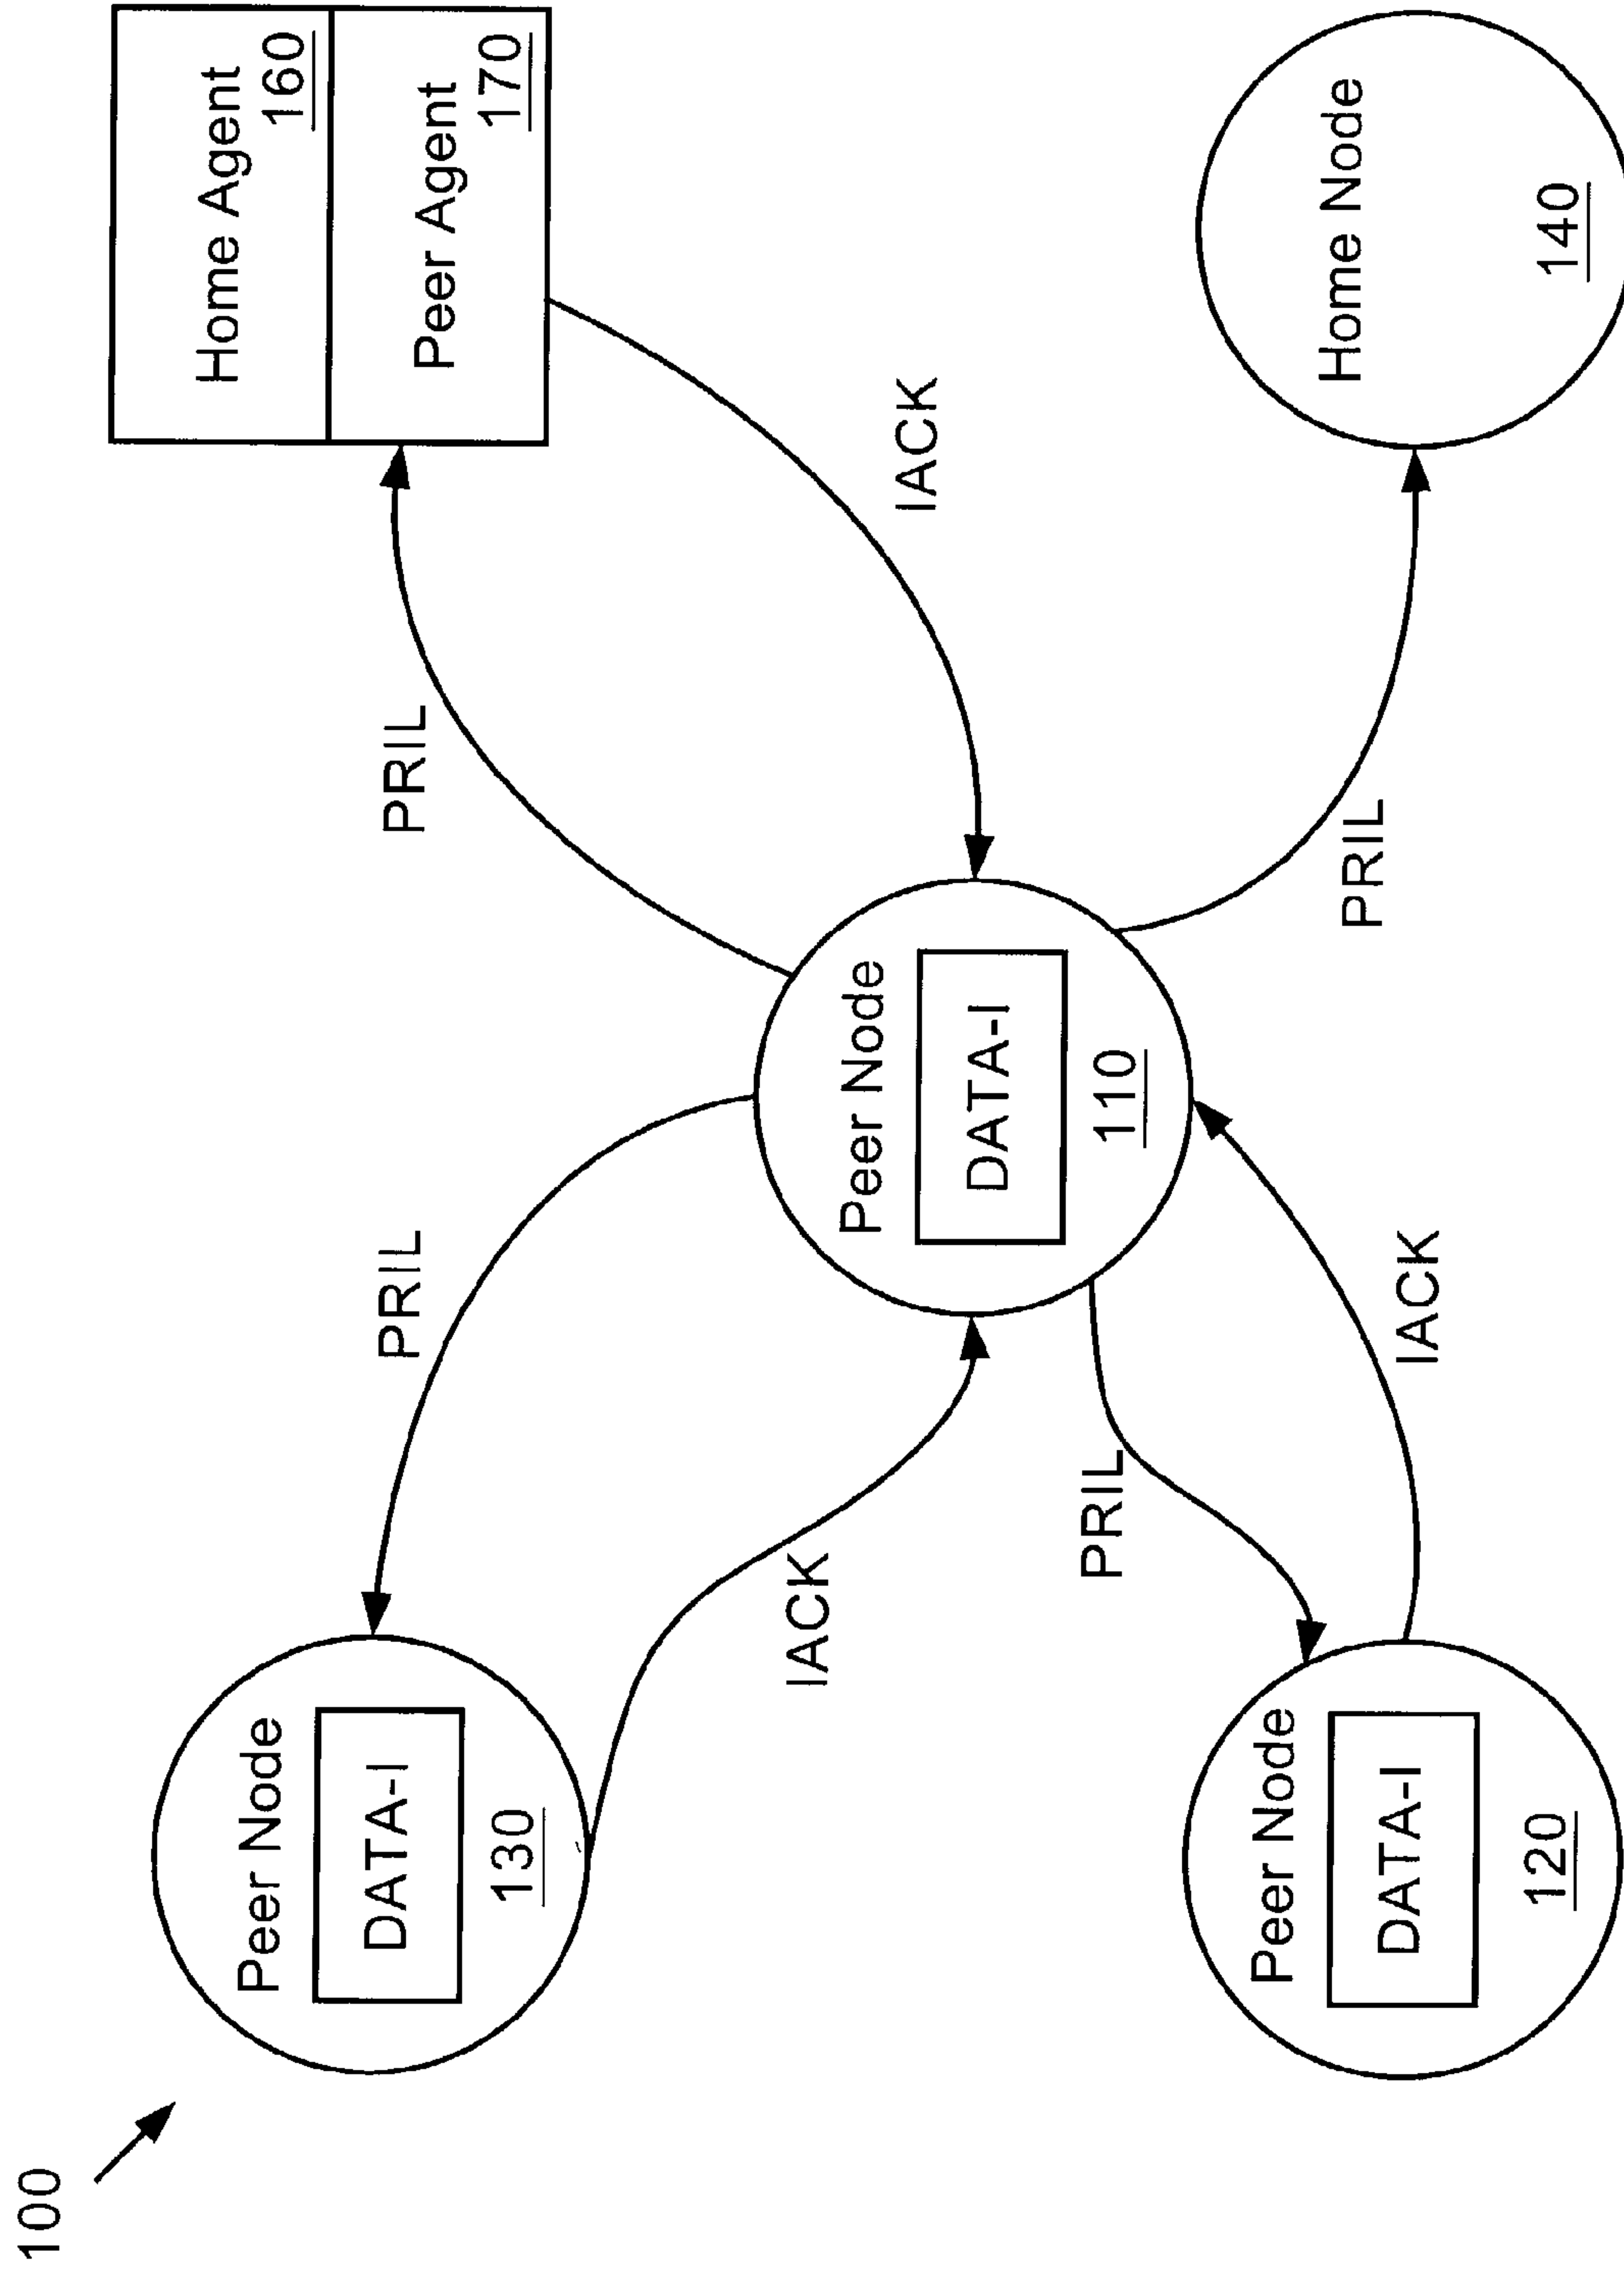 100
Peer Node
DATA-I
130
PRIL
PRIL
Home Agent
160
Peer Agent
170
IACK
Peer Node
DATA-I
110
IACK
PRIL
Peer Node
DATA-I
120
IACK
PRIL
Home Node
140